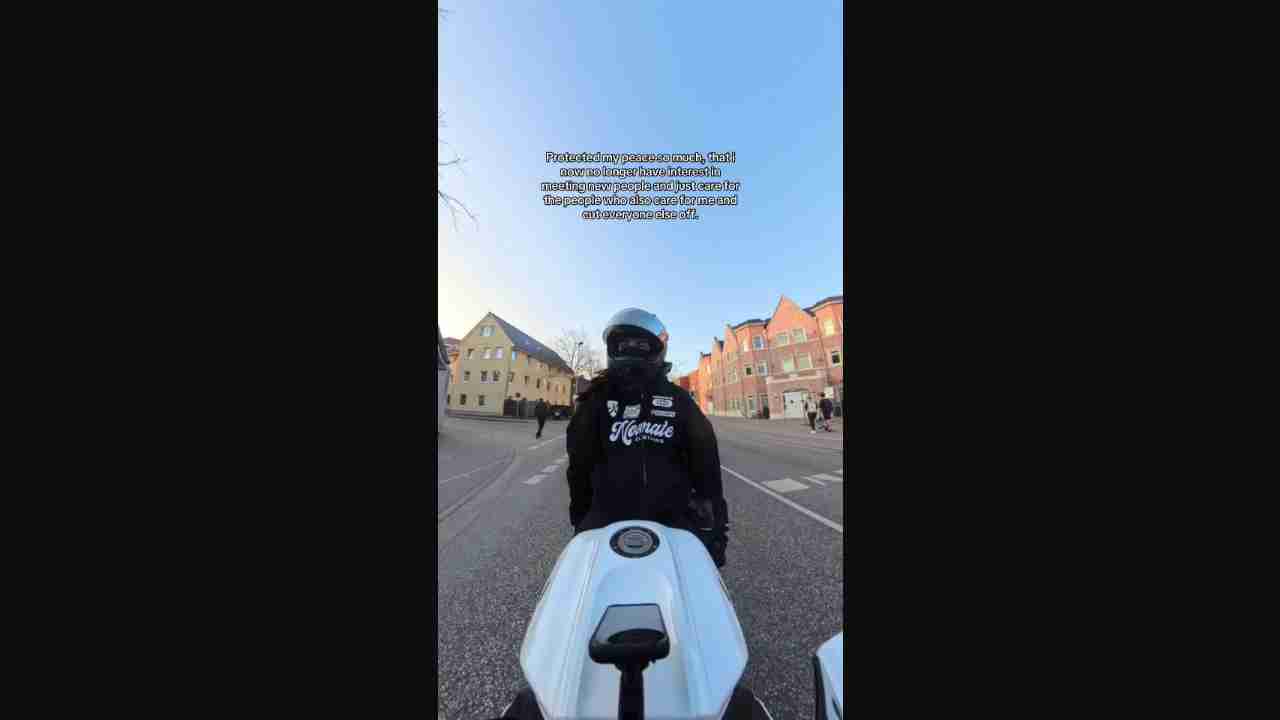 Protected my peace so much, that i
now no longer have interest in
meeting new people and just care for
the people who also care for me and
cut everyone else off.